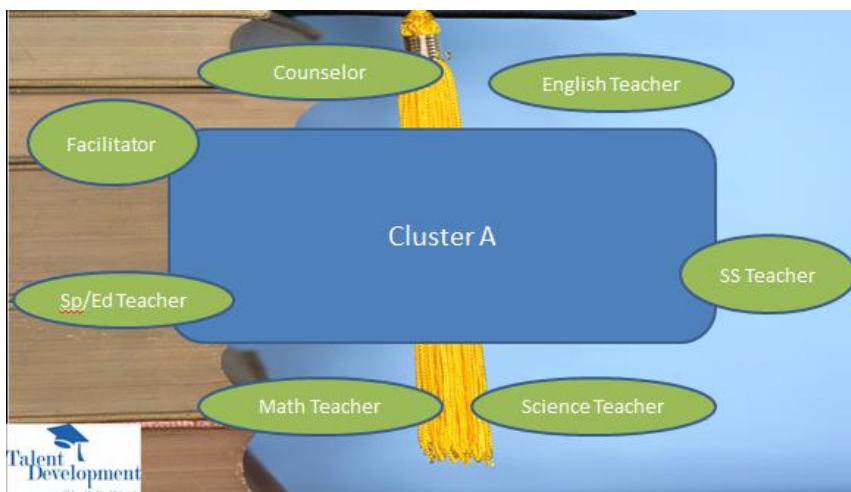 Counselor
English Teacher
Facilitator
Cluster A
SS Teacher
Sp/Ed Teacher
Math Teacher
Science Teacher
Talent
Development